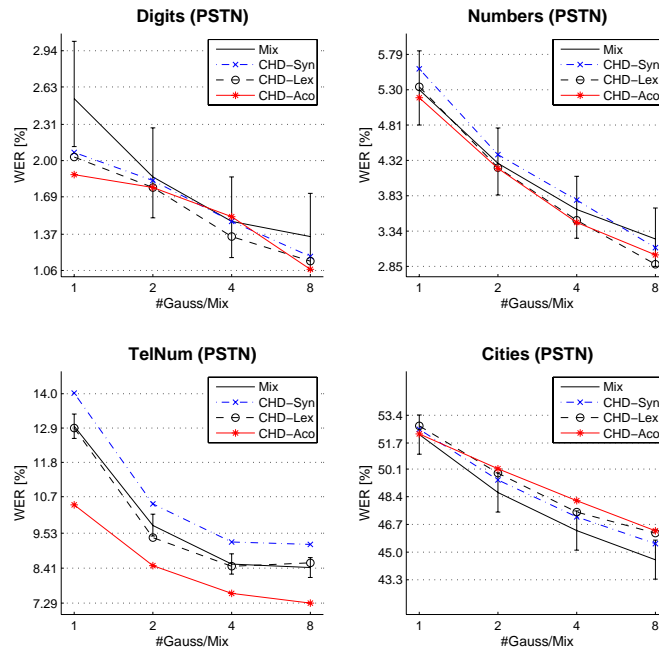 Digits (PSTN)
WER [%]
2.94
2.63
2.31
2.00
1.69
1.37
1.06
Mix
CHD-Syn
CHD-Lex
CHD-Aco
1 2 4 8
#Gauss/Mix
Numbers (PSTN)
WER [%]
5.79
5.30
4.81
4.32
3.83
3.34
2.85
Mix
CHD-Syn
CHD-Lex
CHD-Aco
1 2 4 8
#Gauss/Mix
TelNum (PSTN)
WER [%]
14.0
12.9
11.8
10.7
9.53
8.41
7.29
Mix
CHD-Syn
CHD-Lex
CHD-Aco
1 2 4 8
#Gauss/Mix
Cities (PSTN)
WER [%]
53.4
51.7
50.1
48.4
46.7
45.0
43.3
Mix
CHD-Syn
CHD-Lex
CHD-Aco
1 2 4 8
#Gauss/Mix